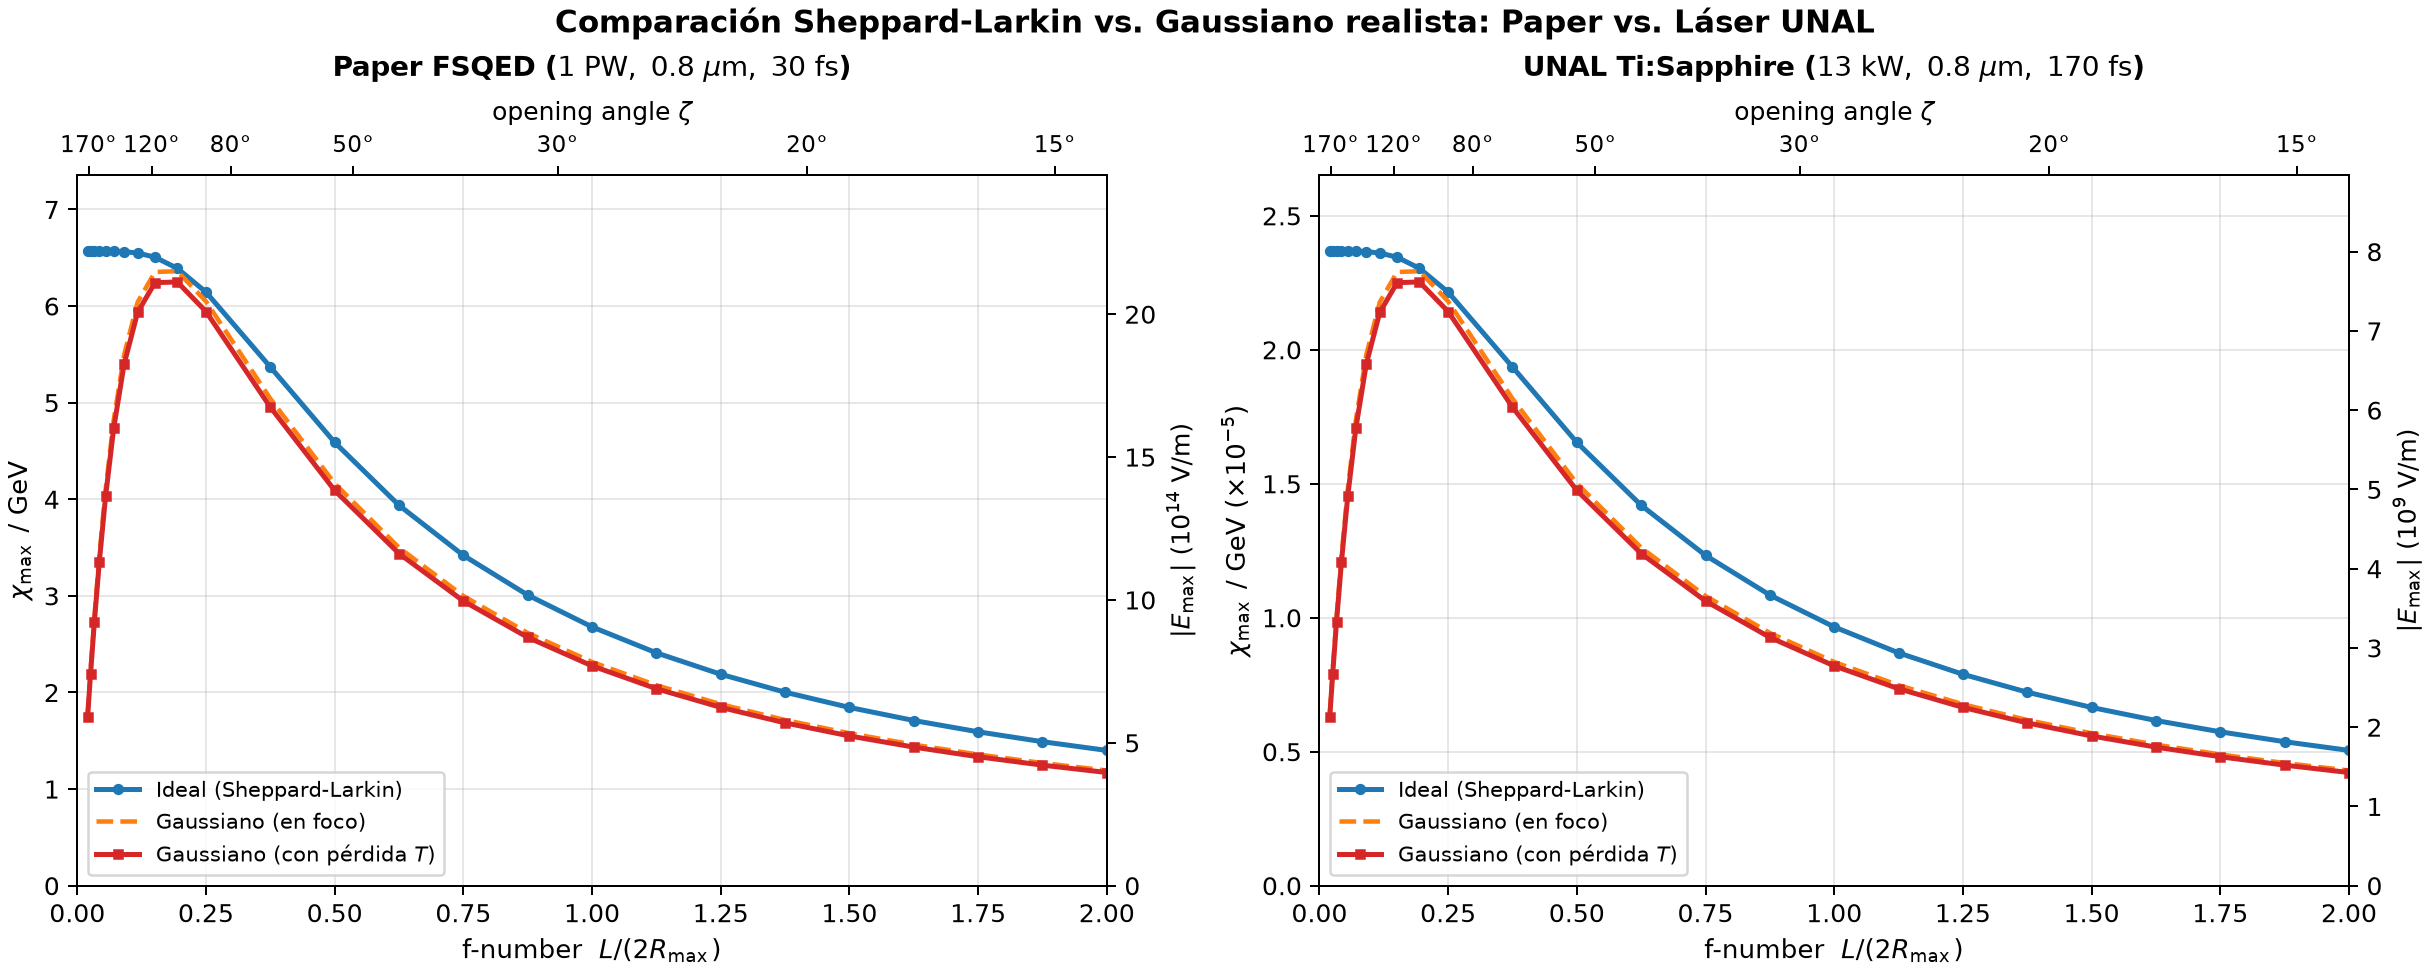 Comparación Sheppard-Larkin vs. Gaussiano realista: Paper vs. Láser UNAL
Paper FSQED (1 PW, 0.8 μm, 30 fs)
opening angle ζ
170° 120° 80° 50° 30° 20° 15°
7
6
5
4
3
2
1
0
χmax / GeV
20
15
10
5
0
|Emax| (10¹⁴ V/m)
Ideal (Sheppard-Larkin)
Gaussiano (en foco)
Gaussiano (con pérdida T)
0.00 0.25 0.50 0.75 1.00 1.25 1.50 1.75 2.00
f-number L/(2Rmax)
UNAL Ti:Sapphire (13 kW, 0.8 μm, 170 fs)
opening angle ζ
170° 120° 80° 50° 30° 20° 15°
2.5
2.0
1.5
1.0
0.5
0.0
χmax / GeV (×10⁻⁵)
8
7
6
5
4
3
2
1
0
|Emax| (10⁹ V/m)
Ideal (Sheppard-Larkin)
Gaussiano (en foco)
Gaussiano (con pérdida T)
0.00 0.25 0.50 0.75 1.00 1.25 1.50 1.75 2.00
f-number L/(2Rmax)